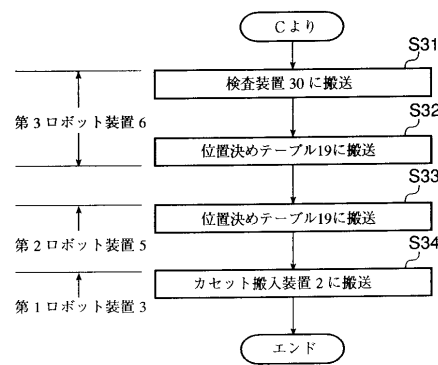 Cより
S31
検査装置30に搬送
第3ロボット装置6
S32
位置決めテーブル19に搬送
S33
位置決めテーブル19に搬送
第2ロボット装置5
S34
カセット搬入装置2に搬送
第1ロボット装置3
エンド